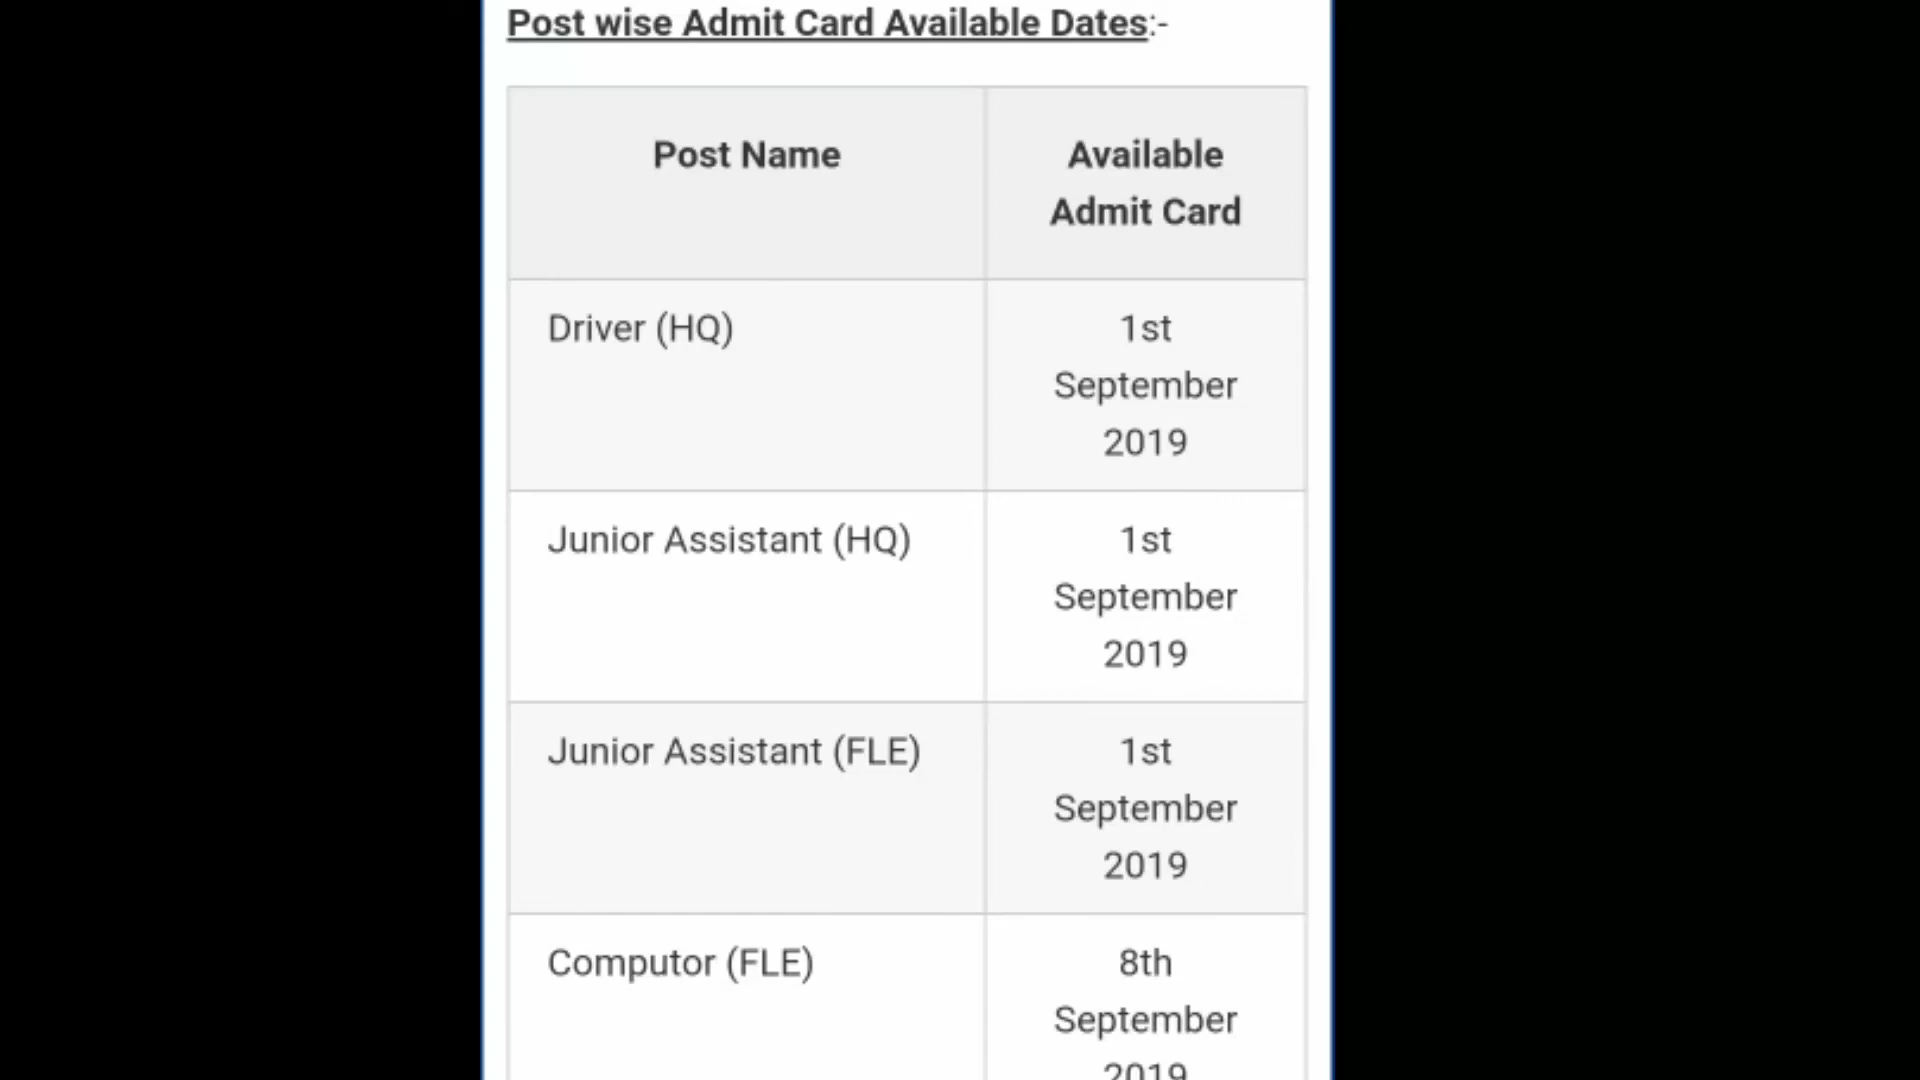 Post wise Admit Card Available Dates:-
Post Name
Available
Admit Card
Driver (HQ)
1st
September
2019
Junior Assistant (HQ)
1st
September
2019
Junior Assistant (FLE)
1st
September
2019
Computor (FLE)
8th
September
2019